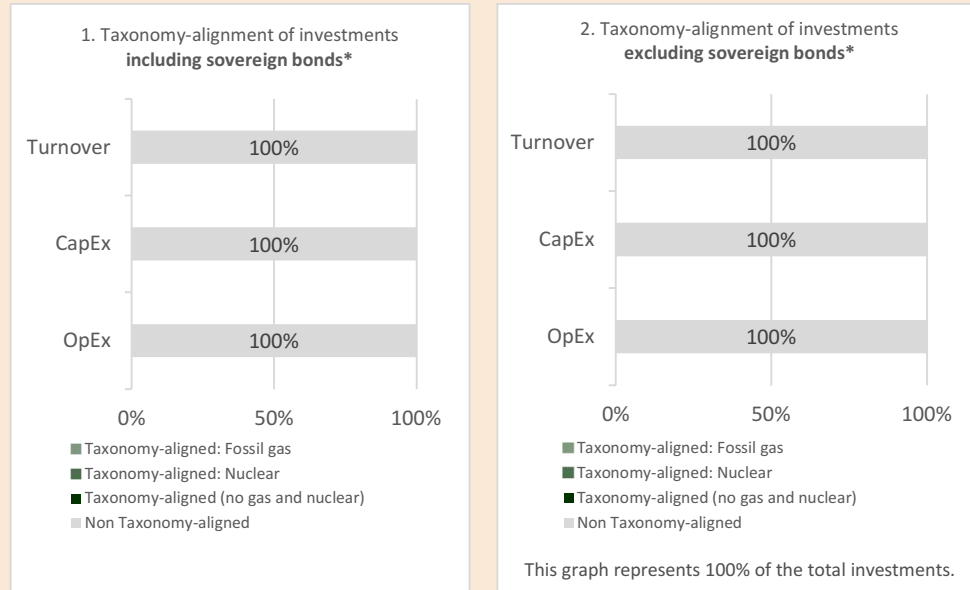 1. Taxonomy-alignment of investments
including sovereign bonds*
Turnover
100%
CapEx
100%
OpEx
100%
0%
50%
100%
Taxonomy-aligned: Fossil gas
Taxonomy-aligned: Nuclear
Taxonomy-aligned (no gas and nuclear)
Non Taxonomy-aligned
2. Taxonomy-alignment of investments
excluding sovereign bonds*
Turnover
100%
CapEx
100%
OpEx
100%
0%
50%
100%
Taxonomy-aligned: Fossil gas
Taxonomy-aligned: Nuclear
Taxonomy-aligned (no gas and nuclear)
Non Taxonomy-aligned
This graph represents 100% of the total investments.